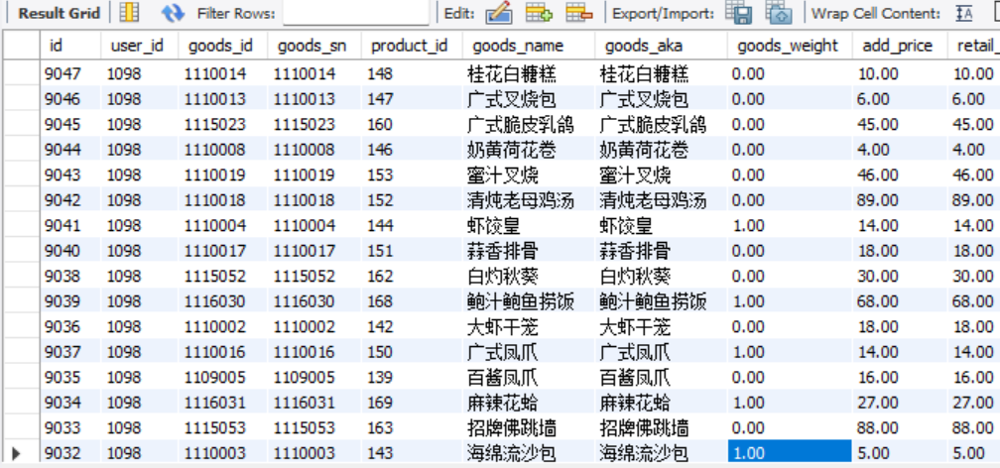 Result Grid Filter Rows: Edit: Export/Import: Wrap Cell Content:
id user_id goods_id goods_sn product_id goods_name goods_aka goods_weight add_price retail_
9047 1098 1110014 1110014 148 桂花白糖糕 桂花白糖糕 0.00 10.00 10.00
9046 1098 1110013 1110013 147 广式叉烧包 广式叉烧包 0.00 6.00 6.00
9045 1098 1115023 1115023 160 广式脆皮乳鸽 广式脆皮乳鸽 0.00 45.00 45.00
9044 1098 1110008 1110008 146 奶黄荷花卷 奶黄荷花卷 0.00 4.00 4.00
9043 1098 1110019 1110019 153 蜜汁叉烧 蜜汁叉烧 0.00 46.00 46.00
9042 1098 1110018 1110018 152 清炖老母鸡汤 清炖老母鸡汤 0.00 89.00 89.00
9041 1098 1110004 1110004 144 虾饺皇 虾饺皇 1.00 14.00 14.00
9040 1098 1110017 1110017 151 蒜香排骨 蒜香排骨 0.00 18.00 18.00
9038 1098 1115052 1115052 162 白灼秋葵 白灼秋葵 0.00 30.00 30.00
9039 1098 1116030 1116030 168 鲍汁鲍鱼捞饭 鲍汁鲍鱼捞饭 1.00 68.00 68.00
9036 1098 1110002 1110002 142 大虾干笼 大虾干笼 0.00 18.00 18.00
9037 1098 1110016 1110016 150 广式凤爪 广式凤爪 1.00 14.00 14.00
9035 1098 1109005 1109005 139 百酱凤爪 百酱凤爪 0.00 16.00 16.00
9034 1098 1116031 1116031 169 麻辣花蛤 麻辣花蛤 1.00 27.00 27.00
9033 1098 1115053 1115053 163 招牌佛跳墙 招牌佛跳墙 0.00 88.00 88.00
9032 1098 1110003 1110003 143 海绵流沙包 海绵流沙包 1.00 5.00 5.00